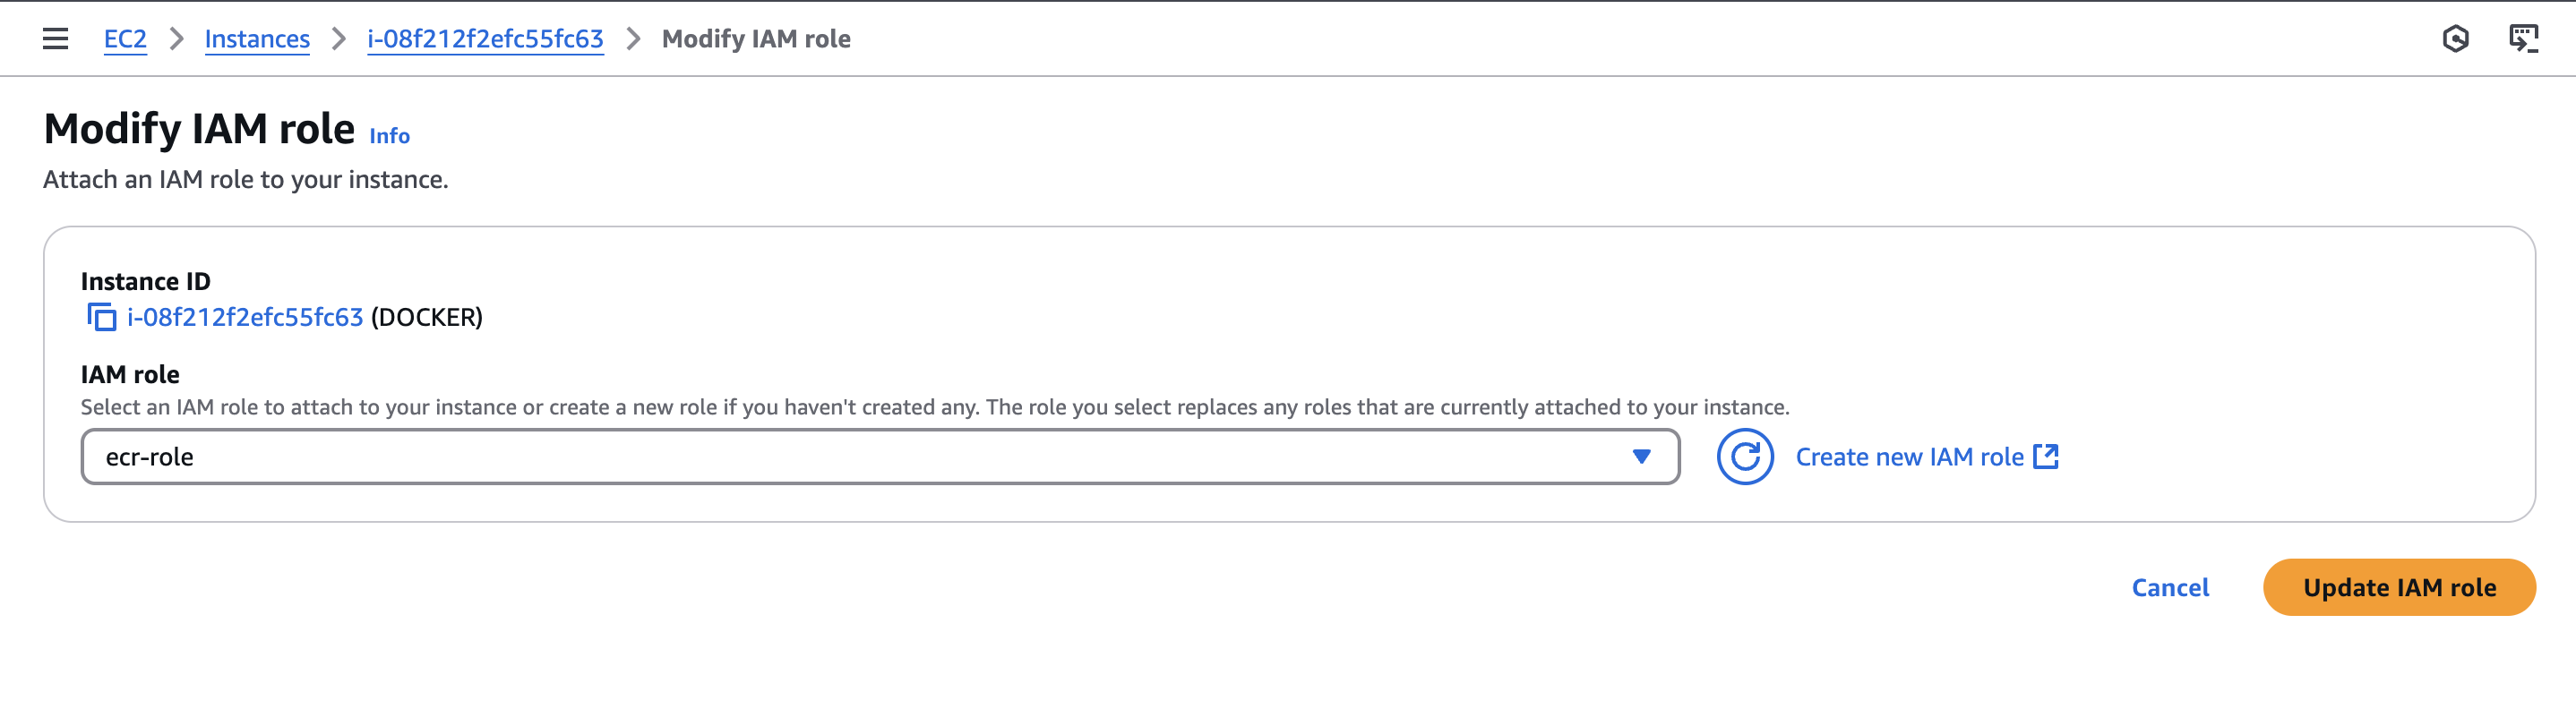 EC2 > Instances > i-08f212f2efc55fc63 > Modify IAM role
Modify IAM role Info
Attach an IAM role to your instance.
Instance ID
i-08f212f2efc55fc63 (DOCKER)
IAM role
Select an IAM role to attach to your instance or create a new role if you haven't created any. The role you select replaces any roles that are currently attached to your instance.
ecr-role
Create new IAM role
Cancel
Update IAM role